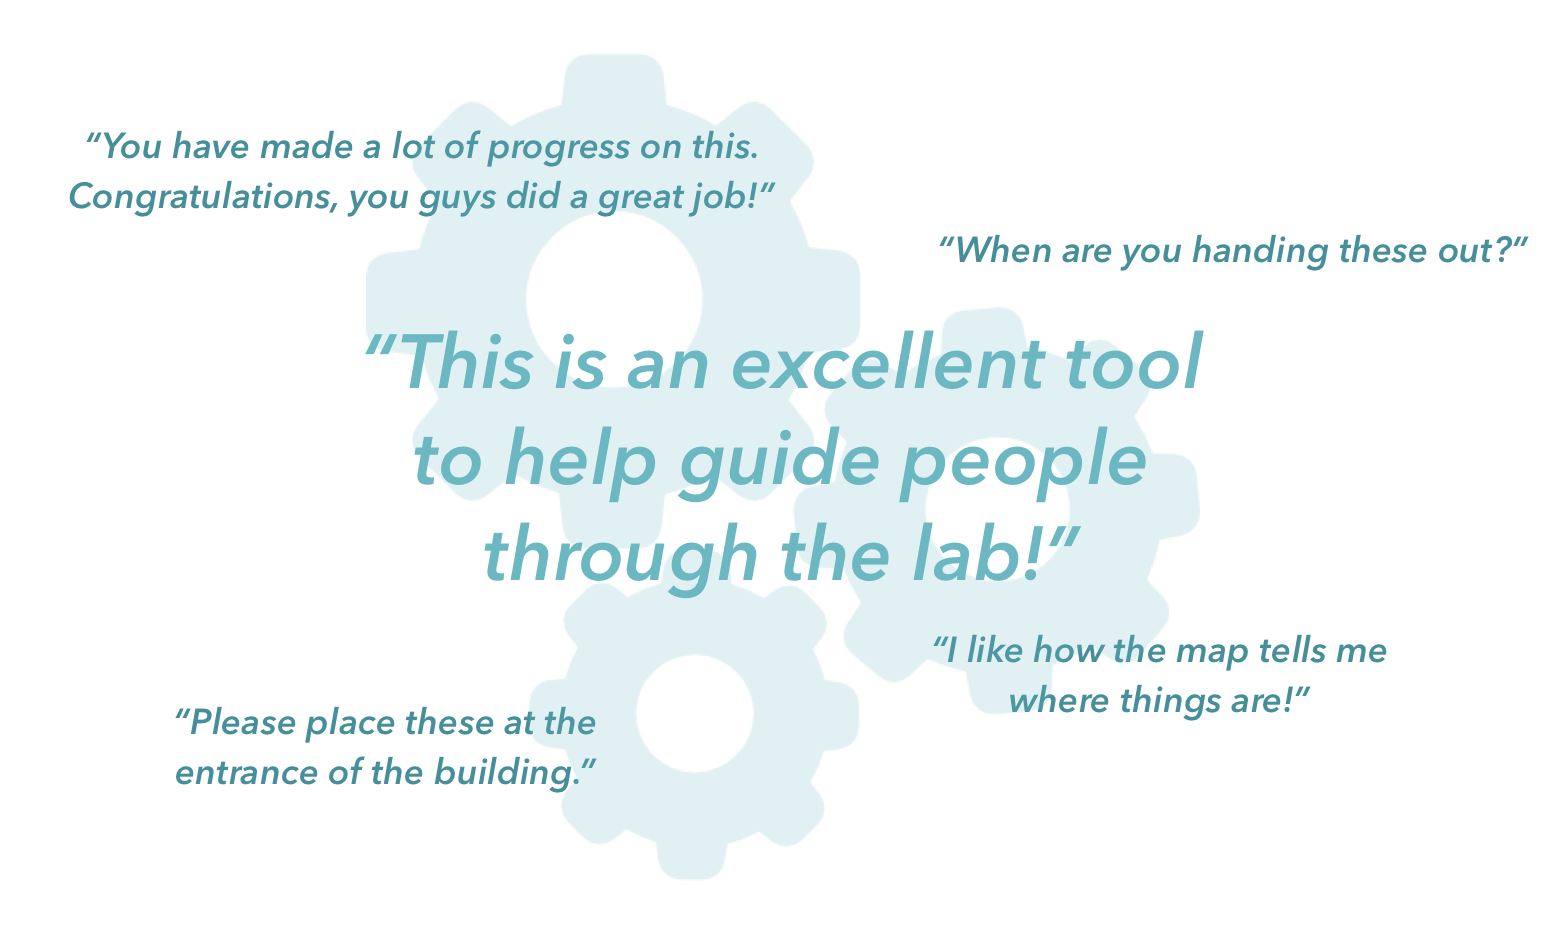 “You have made a lot of progress on this.
Congratulations, you guys did a great job!”
“When are you handing these out?”
“This is an excellent tool
to help guide people
through the lab!”
“I like how the map tells me
where things are!”
“Please place these at the
entrance of the building.”